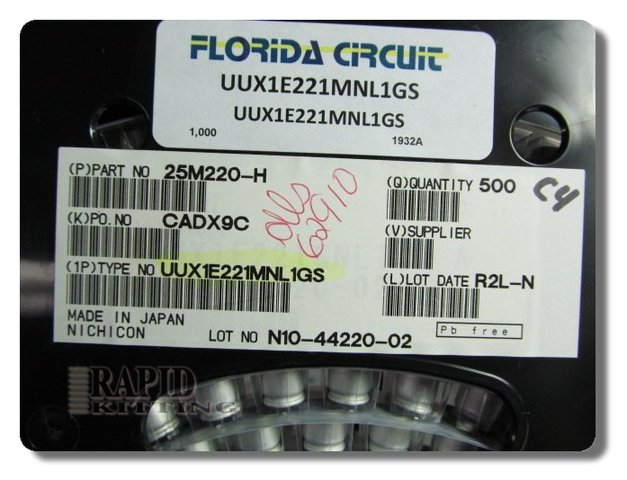 FLORIDA CIRCUIT
UUX1E221MNL1GS
UUX1E221MNL1GS
1,000 1932A
(P)PART NO 25M220-H
(Q)QUANTITY 500
C4
(K)PO.NO CADX9C
(V)SUPPLIER
62910
(1P)TYPE NO UUX1E221MNL1GS
(L)LOT DATE R2L-N
MADE IN JAPAN
NICHICON
LOT NO N10-44220-02
Pb free
RAPID
KITTING